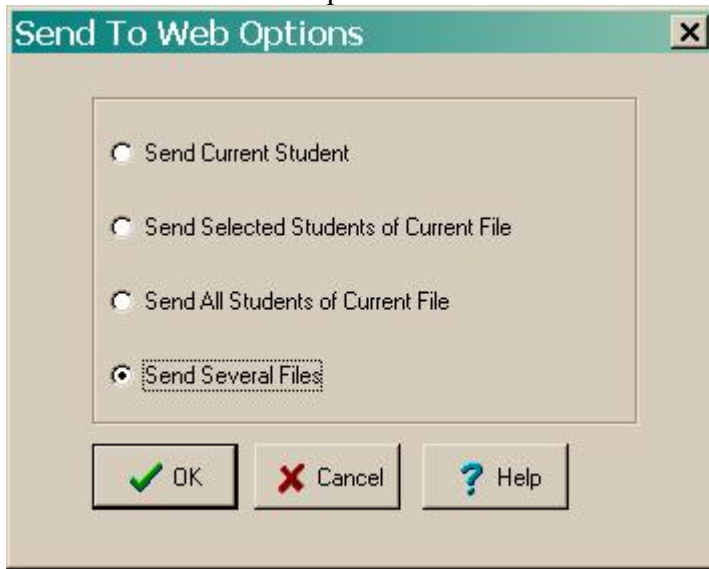 Send To Web Options
Send Current Student
Send Selected Students of Current File
Send All Students of Current File
Send Several Files
OK Cancel Help